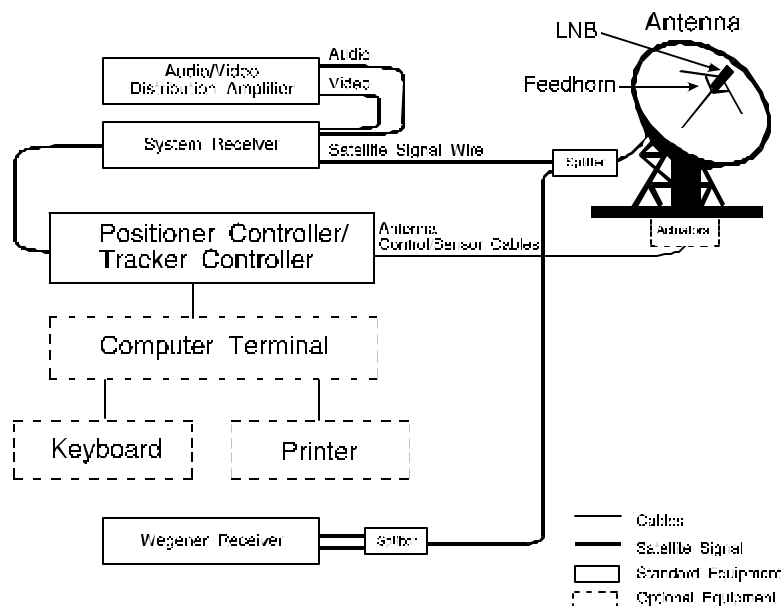 Antenna
LNB
Feedhorn
Audio
Audio/Video
Distribution Amplifier
Video
System Receiver
Satellite Signal Wire
Splitter
Positioner Controller/
Tracker Controller
Antenna
Control/Sensor Cables
Actuators
Computer Terminal
Keyboard
Printer
Wegener Receiver
Splitter
Cables
Satellite Signal
Standard Equipment
Optional Equipment